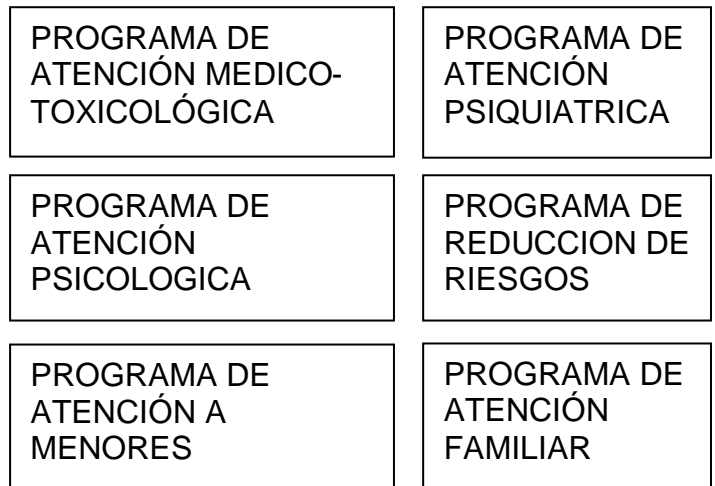 PROGRAMA DE
ATENCIÓN MEDICO-
TOXICOLÓGICA
PROGRAMA DE
ATENCIÓN
PSIQUIATRICA
PROGRAMA DE
ATENCIÓN
PSICOLOGICA
PROGRAMA DE
REDUCCION DE
RIESGOS
PROGRAMA DE
ATENCIÓN A
MENORES
PROGRAMA DE
ATENCIÓN
FAMILIAR